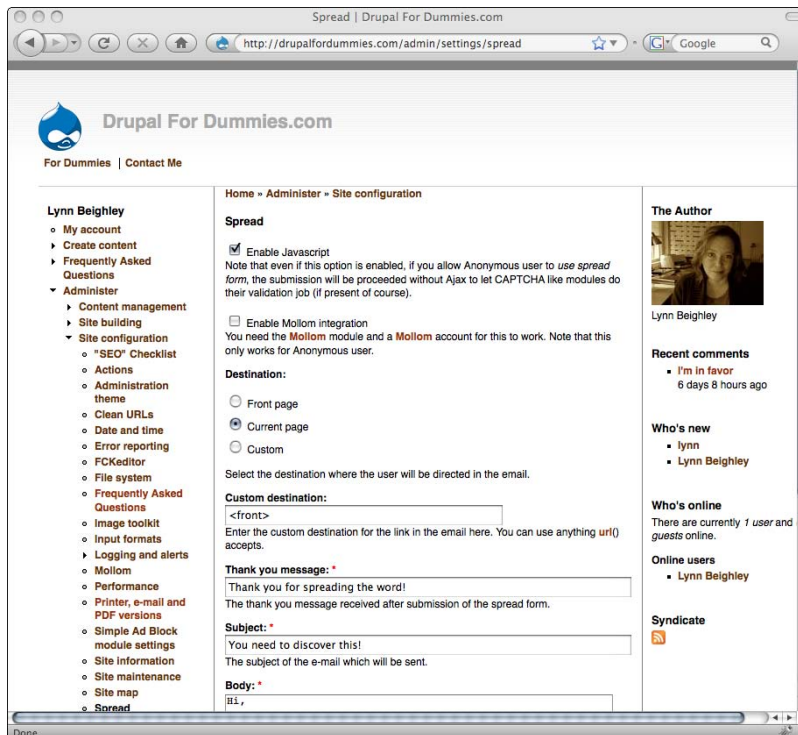 Spread | Drupal For Dummies.com
http://drupalfordummies.com/admin/settings/spread
G
Google
Drupal For Dummies.com
For Dummies | Contact Me
Lynn Beighley
My account
Create content
Frequently Asked
Questions
Administer
Content management
Site building
Site configuration
"SEO" Checklist
Actions
Administration
theme
Clean URLs
Date and time
Error reporting
FCKeditor
File system
Frequently Asked
Questions
Image toolkit
Input formats
Logging and alerts
Mollom
Performance
Printer, e-mail and
PDF versions
Simple Ad Block
module settings
Site information
Site maintenance
Site map
Spread
Home » Administer » Site configuration
Spread
Enable Javascript
Note that even if this option is enabled, if you allow Anonymous user to use spread
form, the submission will be proceeded without Ajax to let CAPTCHA like modules do
their validation job (if present of course).
Enable Mollom integration
You need the Mollom module and a Mollom account for this to work. Note that this
only works for Anonymous user.
Destination:
Front page
Current page
Custom
Select the destination where the user will be directed in the email.
Custom destination:
<front>
Enter the custom destination for the link in the email here. You can use anything url()
accepts.
Thank you message: *
Thank you for spreading the word!
The thank you message received after submission of the spread form.
Subject: *
You need to discover this!
The subject of the e-mail which will be sent.
Body: *
Hi,
The Author
Lynn Beighley
Recent comments
I'm in favor
6 days 8 hours ago
Who's new
lynn
Lynn Beighley
Who's online
There are currently 1 user and
guests online.
Online users
Lynn Beighley
Syndicate
Done